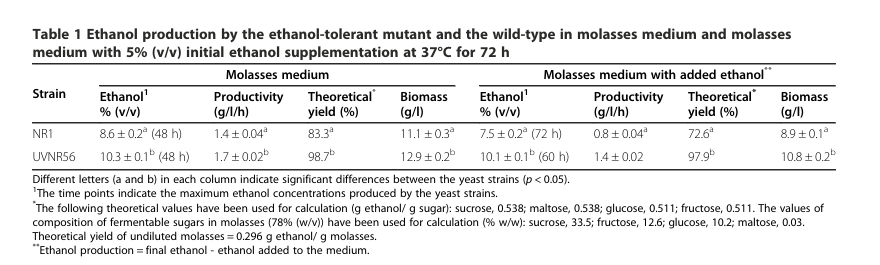 Table 1 Ethanol production by the ethanol-tolerant mutant and the wild-type in molasses medium and molasses
medium with 5% (v/v) initial ethanol supplementation at 37°C for 72 h
Strain Molasses medium Molasses medium with added ethanol**
Ethanol¹ Productivity Theoretical* Biomass Ethanol¹ Productivity Theoretical* Biomass
% (v/v) (g/l/h) yield (%) (g/l) % (v/v) (g/l/h) yield (%) (g/l)
NR1 8.6 ± 0.2ᵃ (48 h) 1.4 ± 0.04ᵃ 83.3ᵃ 11.1 ± 0.3ᵃ 7.5 ± 0.2ᵃ (72 h) 0.8 ± 0.04ᵃ 72.6ᵃ 8.9 ± 0.1ᵃ
UVNR56 10.3 ± 0.1ᵇ (48 h) 1.7 ± 0.02ᵇ 98.7ᵇ 12.9 ± 0.2ᵇ 10.1 ± 0.1ᵇ (60 h) 1.4 ± 0.02 97.9ᵇ 10.8 ± 0.2ᵇ
Different letters (a and b) in each column indicate significant differences between the yeast strains (p < 0.05).
¹The time points indicate the maximum ethanol concentrations produced by the yeast strains.
*The following theoretical values have been used for calculation (g ethanol/ g sugar): sucrose, 0.538; maltose, 0.538; glucose, 0.511; fructose, 0.511. The values of
composition of fermentable sugars in molasses (78% (w/v)) have been used for calculation (% w/w): sucrose, 33.5; fructose, 12.6; glucose, 10.2; maltose, 0.03.
Theoretical yield of undiluted molasses = 0.296 g ethanol/ g molasses.
**Ethanol production = final ethanol - ethanol added to the medium.